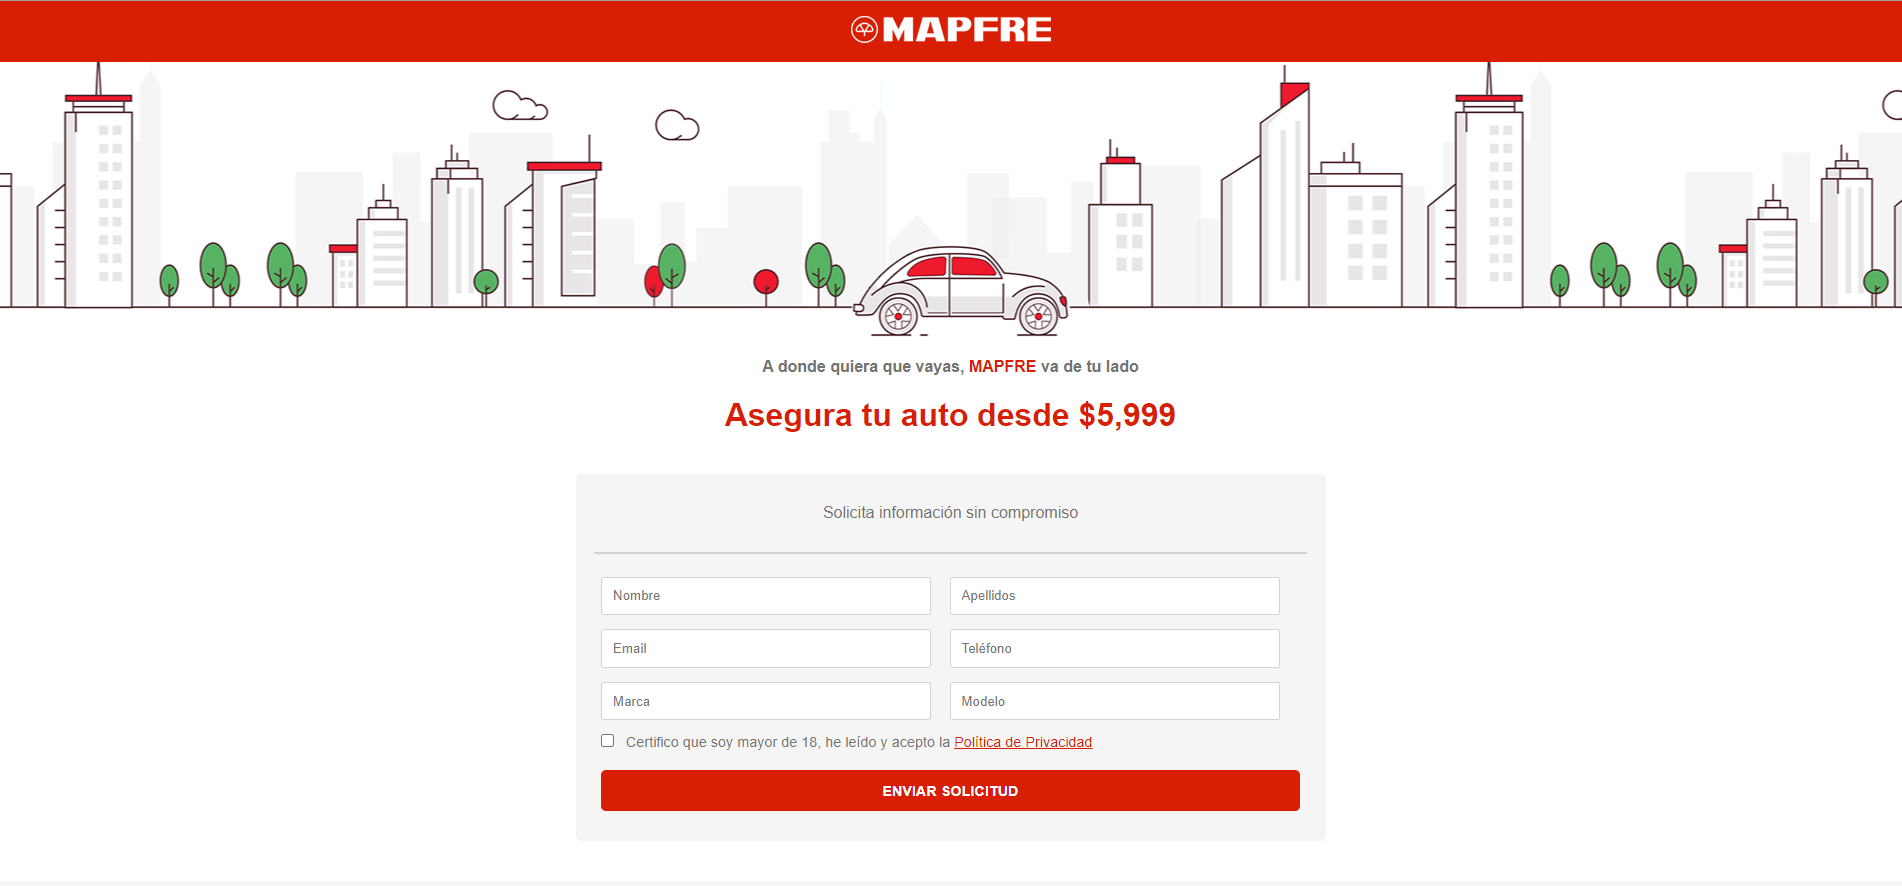 MAPFRE
A donde quiera que vayas, MAPFRE va de tu lado
Asegura tu auto desde $5,999
Solicita información sin compromiso
Nombre
Apellidos
Email
Teléfono
Marca
Modelo
Certifico que soy mayor de 18, he leído y acepto la Política de Privacidad
ENVIAR SOLICITUD